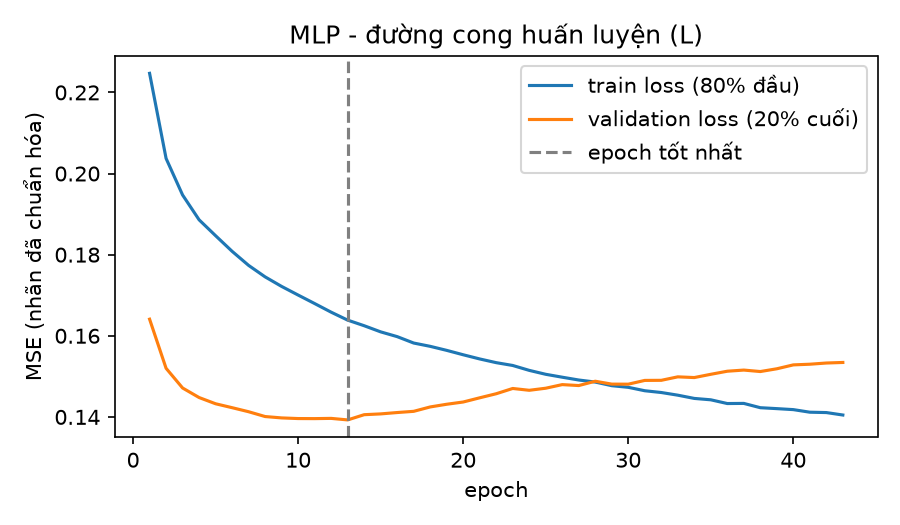 MLP - đường cong huấn luyện (L)
MSE (nhãn đã chuẩn hóa)
0.22
0.20
0.18
0.16
0.14
train loss (80% đầu)
validation loss (20% cuối)
epoch tốt nhất
0
10
20
30
40
epoch